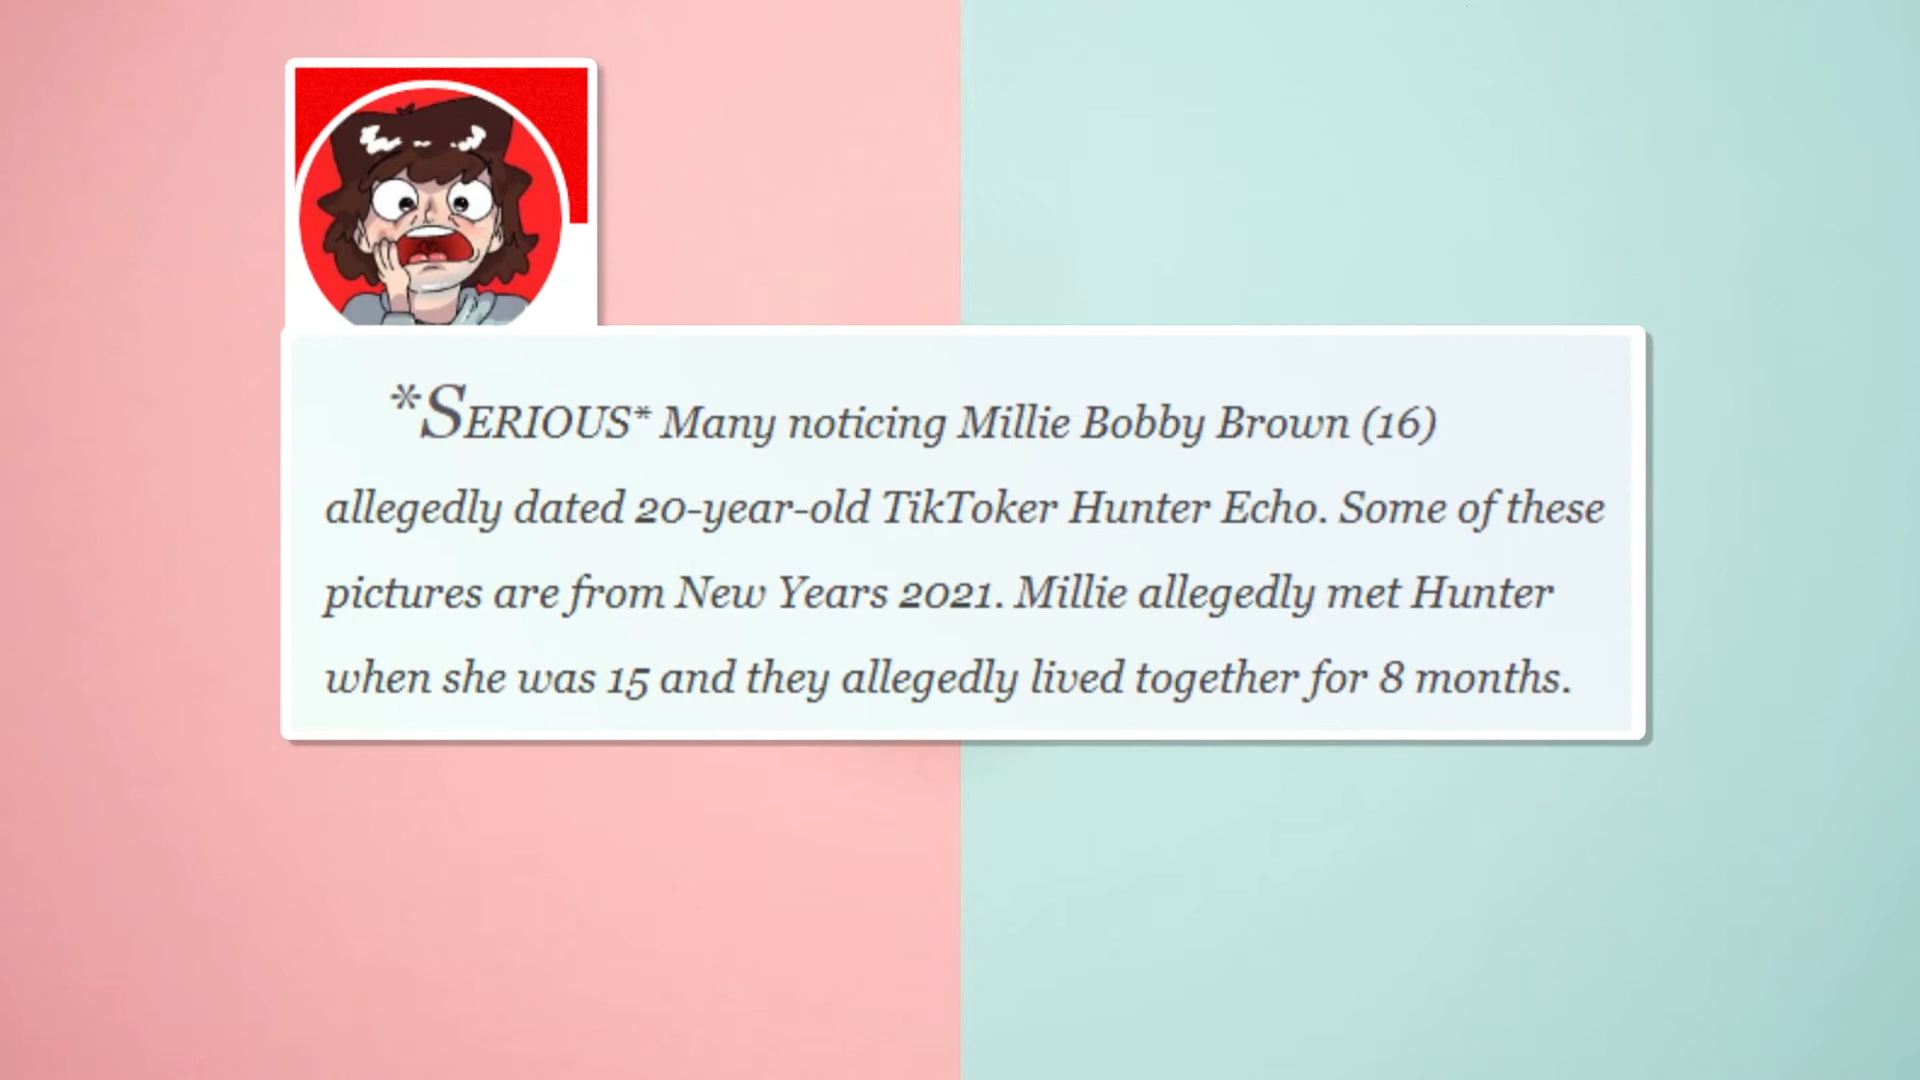 *SERIOUS* Many noticing Millie Bobby Brown (16)
allegedly dated 20-year-old TikToker Hunter Echo. Some of these
pictures are from New Years 2021. Millie allegedly met Hunter
when she was 15 and they allegedly lived together for 8 months.